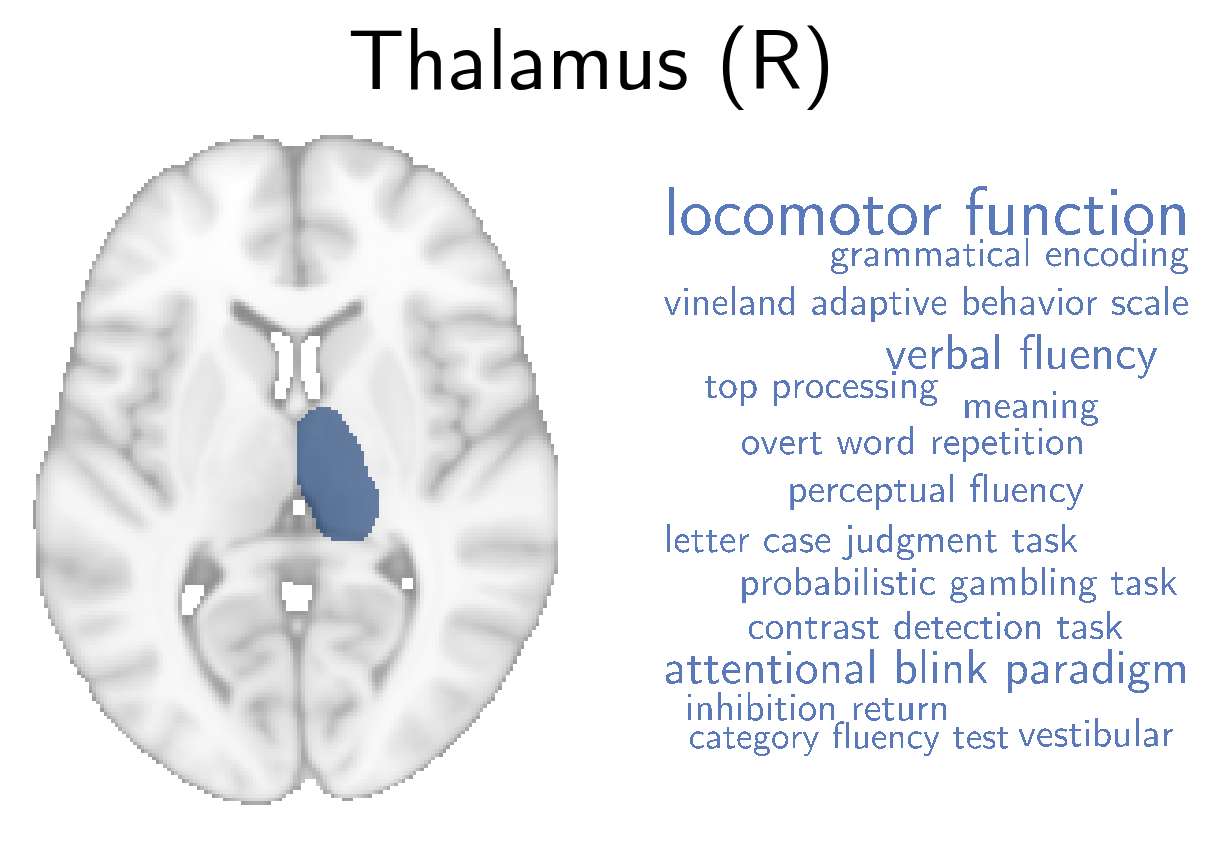 Thalamus (R)
locomotor function
grammatical encoding
vineland adaptive behavior scale
verbal fluency
top processing
meaning
overt word repetition
perceptual fluency
letter case judgment task
probabilistic gambling task
contrast detection task
attentional blink paradigm
inhibition return
category fluency test vestibular